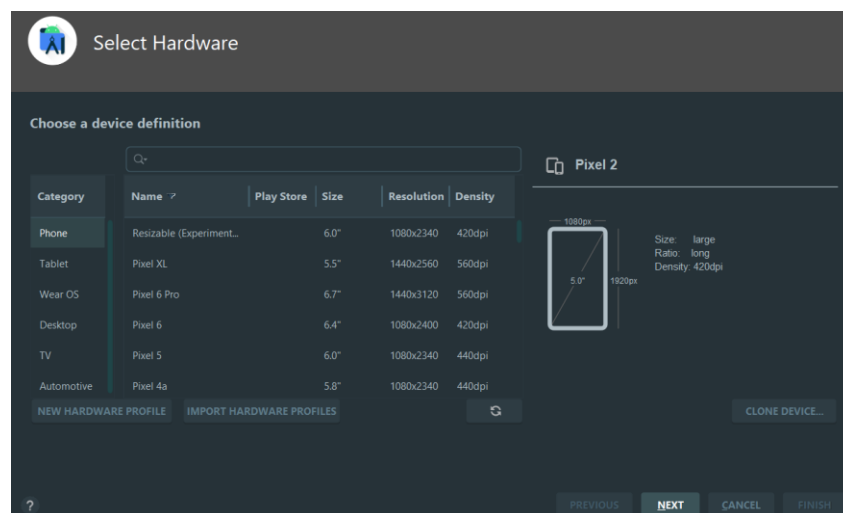 Select Hardware
Choose a device definition
Category Name Play Store Size Resolution Density
Phone Resizable (Experiment... 6.0" 1080x2340 420dpi
Tablet Pixel XL 5.5" 1440x2560 560dpi
Wear OS Pixel 6 Pro 6.7" 1440x3120 560dpi
Desktop Pixel 6 6.4" 1080x2400 420dpi
TV Pixel 5 6.0" 1080x2340 440dpi
Automotive Pixel 4a 5.8" 1080x2340 440dpi
NEW HARDWARE PROFILE IMPORT HARDWARE PROFILES
Pixel 2
1080px
5.0" 1920px
Size: large
Ratio: long
Density: 420dpi
CLONE DEVICE...
? PREVIOUS NEXT CANCEL FINISH